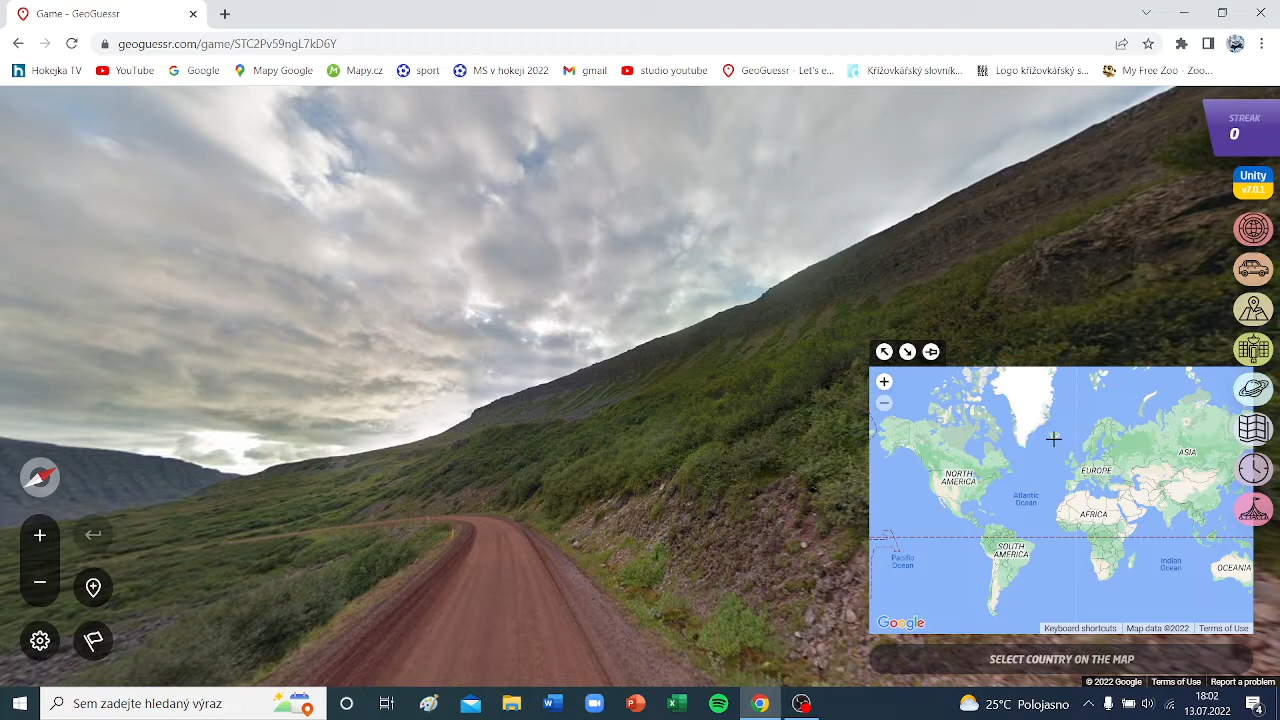 Game - GeoGuessr
geoguessr.com/game/STC2Pv59ngL7kD6Y
Hokejka TV
YouTube
Google
Mapy Google
Mapy.cz
sport
MS v hokeji 2022
gmail
studio youtube
GeoGuessr - Let's e...
Křížovkářský slovník...
Logo křížovkářský s...
My Free Zoo - Zoo...
STREAK
0
Unity
v7.0.1
NORTH
AMERICA
Atlantic
Ocean
EUROPE
ASIA
AFRICA
SOUTH
AMERICA
Pacific
Ocean
Indian
Ocean
OCEANIA
Google
Keyboard shortcuts
Map data ©2022
Terms of Use
SELECT COUNTRY ON THE MAP
© 2022 Google
Terms of Use
Report a problem
Sem zadejte hledaný výraz
25°C Polojasno
18:02
13.07.2022